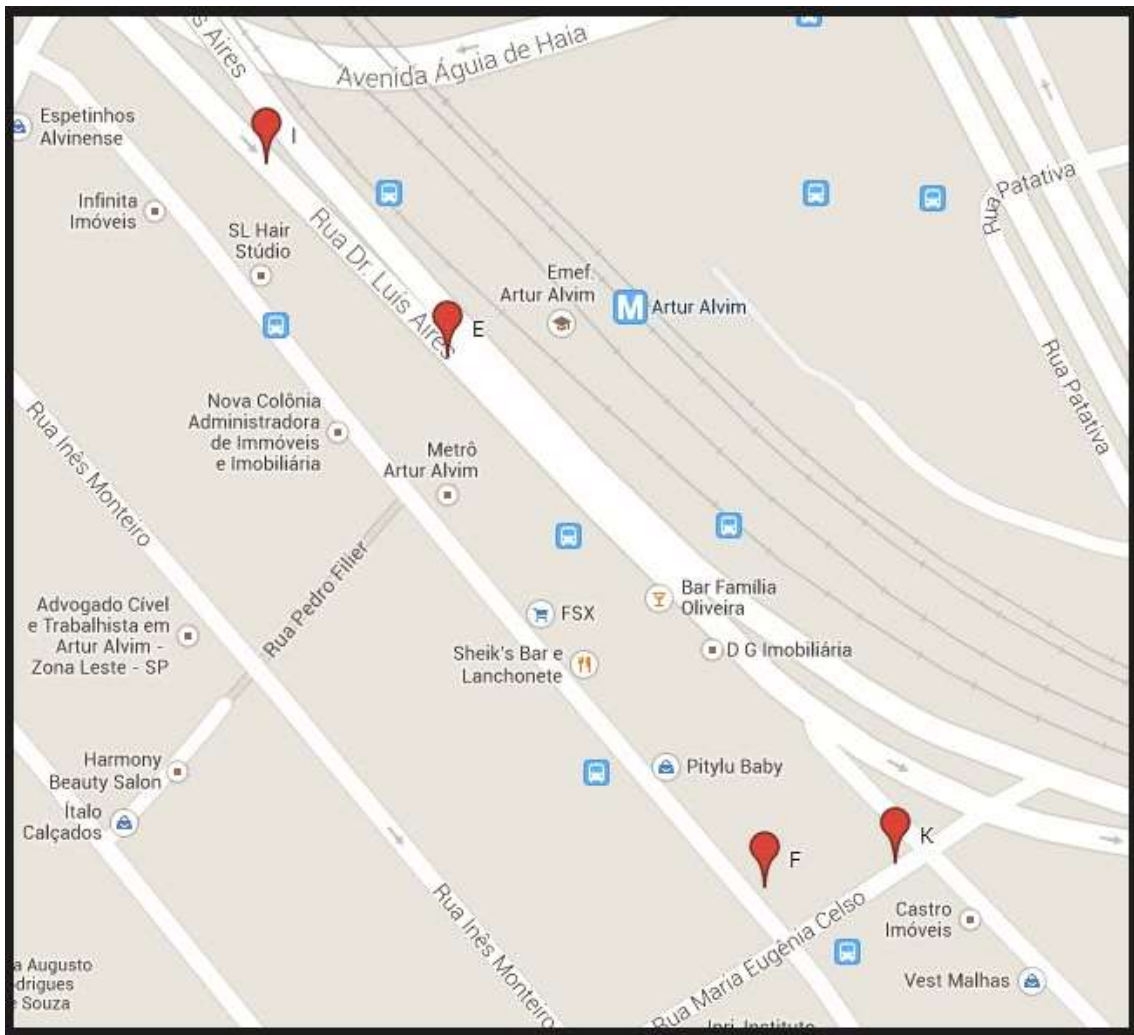 s Aires
Avenida Águia de Haia
Espetinhos
Alvinense
I
Rua Patativa
Infinita
Imóveis
SL Hair
Stúdio
Rua Dr. Luís Aires
Emef.
Artur Alvim
M
Artur Alvim
E
Rua Patativa
Nova Colônia
Administradora
de Immóveis
e Imobiliária
Rua Inês Monteiro
Metrô
Artur Alvim
Rua Pedro Filier
Bar Família
Oliveira
Advogado Cível
e Trabalhista em
Artur Alvim -
Zona Leste - SP
FSX
Sheik's Bar e
Lanchonete
D G Imobiliária
Harmony
Beauty Salon
Pitylu Baby
Ítalo
Calçados
K
F
Rua Inês Monteiro
Rua Maria Eugênia Celso
Castro
Imóveis
a Augusto
odrigues
e Souza
Vest Malhas